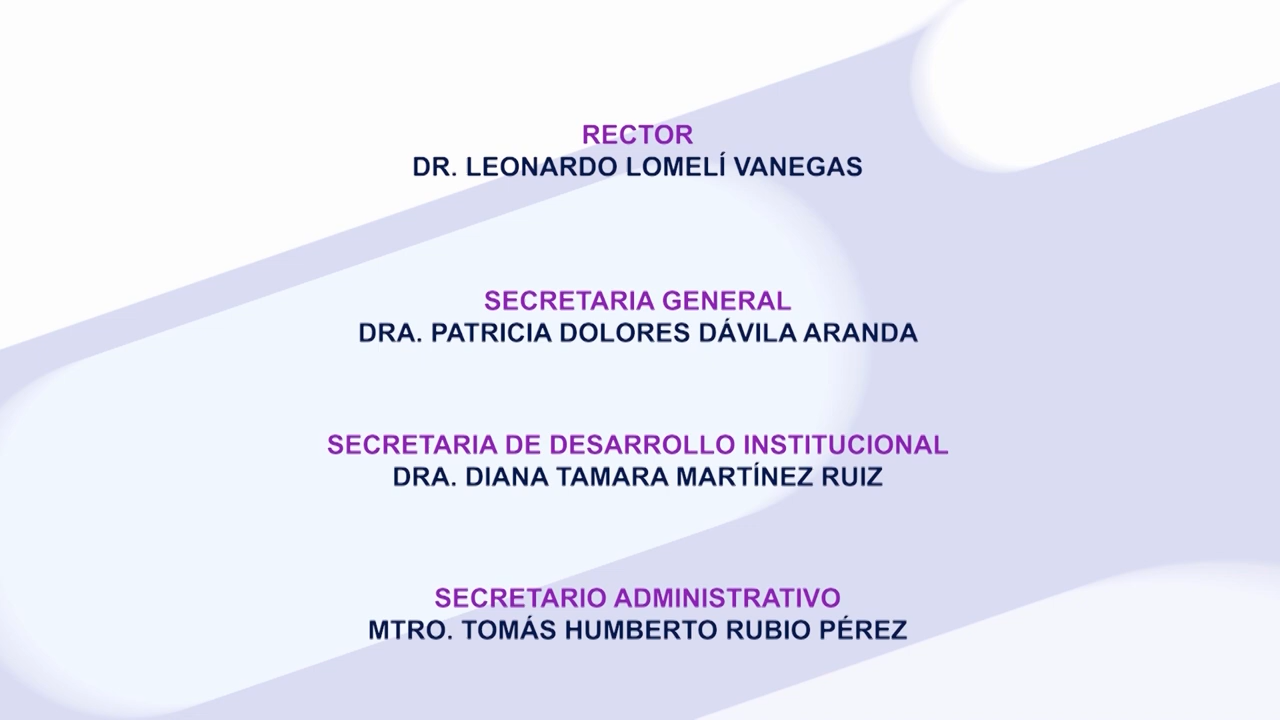 RECTOR
DR. LEONARDO LOMELÍ VANEGAS
SECRETARIA GENERAL
DRA. PATRICIA DOLORES DÁVILA ARANDA
SECRETARIA DE DESARROLLO INSTITUCIONAL
DRA. DIANA TAMARA MARTÍNEZ RUIZ
SECRETARIO ADMINISTRATIVO
MTRO. TOMÁS HUMBERTO RUBIO PÉREZ